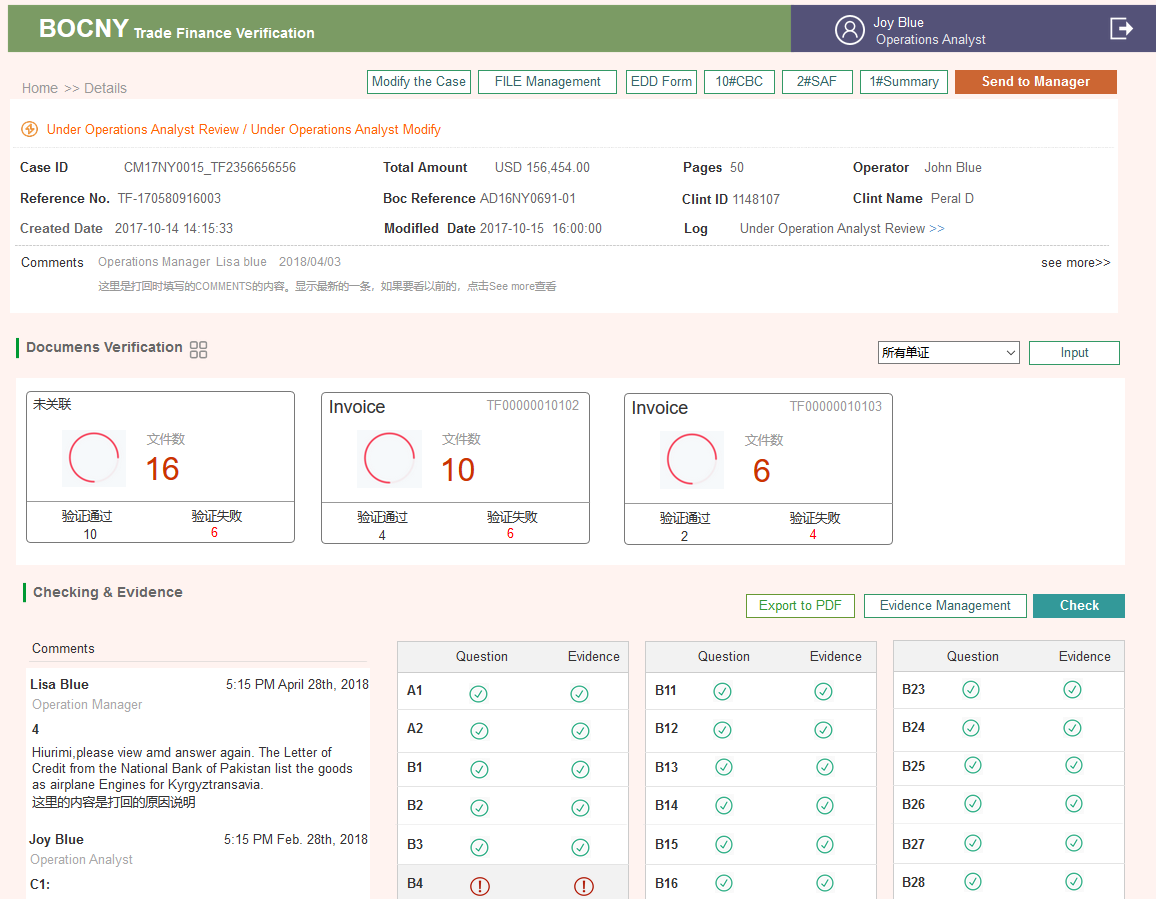 BOCNY Trade Finance Verification
Joy Blue
Operations Analyst
Home >> Details
Modify the Case
FILE Management
EDD Form
10#CBC
2#SAF
1#Summary
Send to Manager
Under Operations Analyst Review / Under Operations Analyst Modify
Case ID CM17NY0015_TF2356656556 Total Amount USD 156,454.00 Pages 50 Operator John Blue
Reference No. TF-170580916003 Boc Reference AD16NY0691-01 Clint ID 1148107 Clint Name Peral D
Created Date 2017-10-14 14:15:33 Modifled Date 2017-10-15 16:00:00 Log Under Operation Analyst Review >>
Comments Operations Manager Lisa blue 2018/04/03 see more>>
这里是打回时填写的COMMENTS的内容。显示最新的一条，如果要看以前的，点击See more查看
Documens Verification
所有单证
Input
未关联
文件数
16
验证通过 验证失败
10 6
Invoice TF00000010102
文件数
10
验证通过 验证失败
4 6
Invoice TF00000010103
文件数
6
验证通过 验证失败
2 4
Checking & Evidence
Export to PDF
Evidence Management
Check
Comments
Lisa Blue 5:15 PM April 28th, 2018
Operation Manager
4
Hiurimi,please view amd answer again. The Letter of
Credit from the National Bank of Pakistan list the goods
as airplane Engines for Kyrgyztransavia.
这里的内容是打回的原因说明
Joy Blue 5:15 PM Feb. 28th, 2018
Operation Analyst
C1:
Question Evidence
A1
A2
B1
B2
B3
B4
Question Evidence
B11
B12
B13
B14
B15
B16
Question Evidence
B23
B24
B25
B26
B27
B28